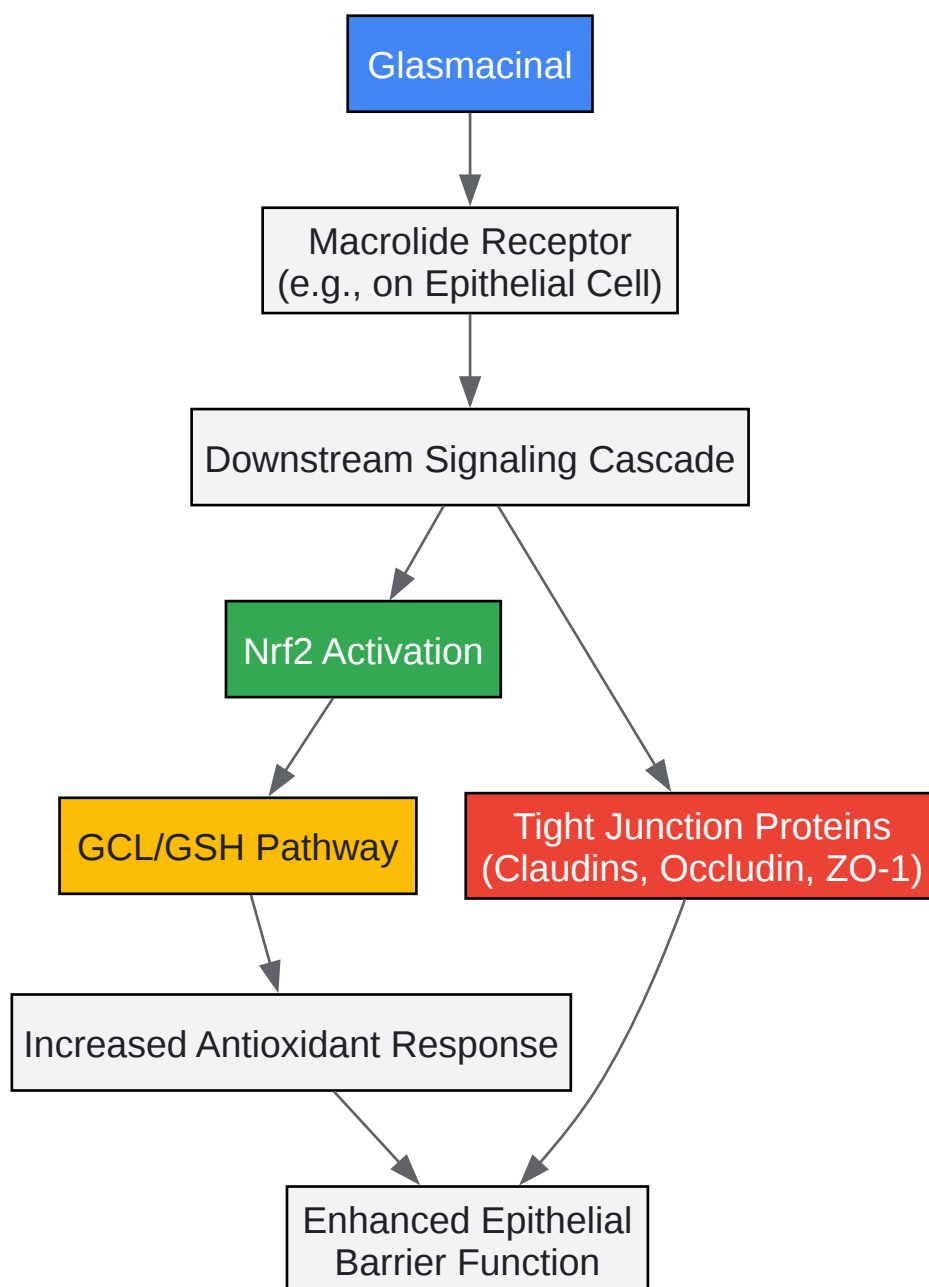 Glasmacinal
Macrolide Receptor
(e.g., on Epithelial Cell)
Downstream Signaling Cascade
Nrf2 Activation
GCL/GSH Pathway
Tight Junction Proteins
(Claudins, Occludin, ZO-1)
Increased Antioxidant Response
Enhanced Epithelial
Barrier Function